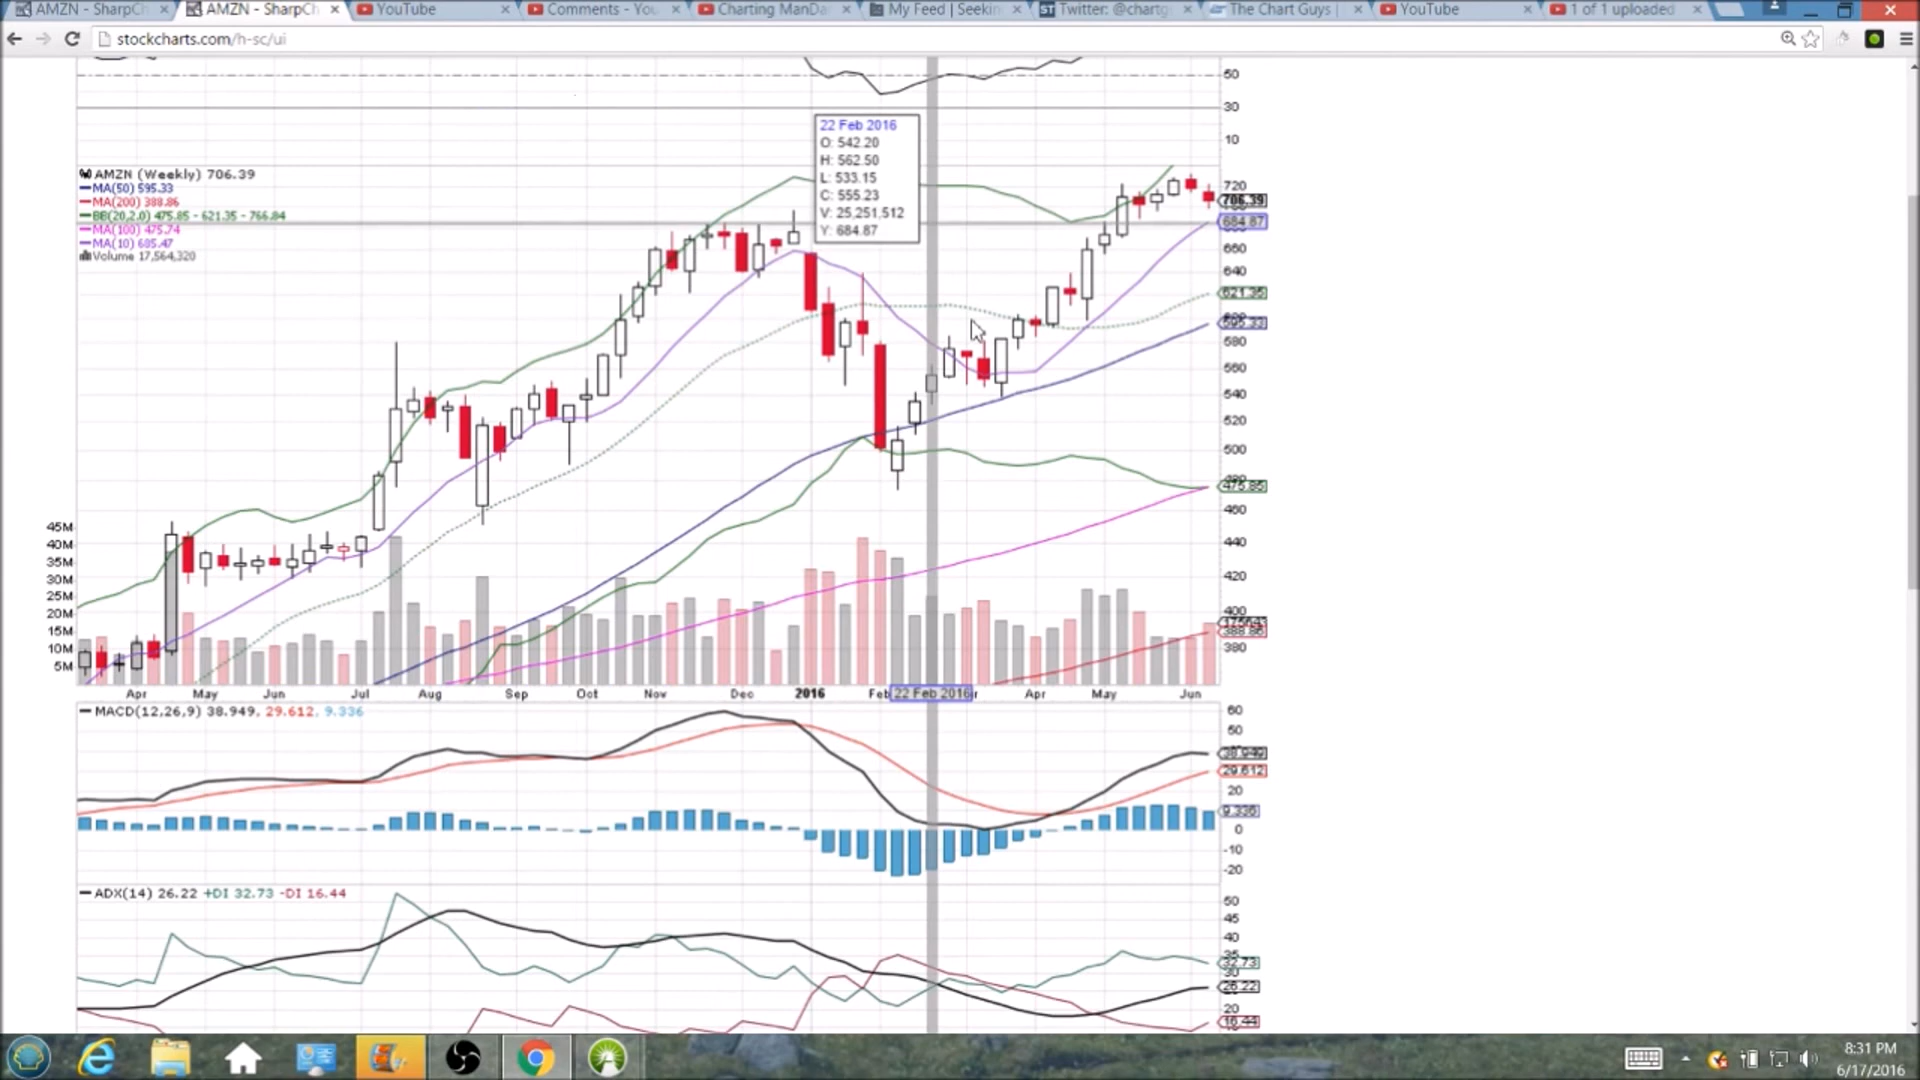 AMZN - SharpCh
AMZN - SharpCh
YouTube
Comments - You
Charting ManDa
My Feed | Seekin
Twitter: @chartg
The Chart Guys |
YouTube
1 of 1 uploaded
stockcharts.com/h-sc/ui
50
30
10
22 Feb 2016
O: 542.20
H: 562.50
L: 533.15
C: 555.23
V: 25,251,512
Y: 684.87
AMZN (Weekly) 706.39
MA(50) 595.33
MA(200) 388.86
BB(20,2.0) 475.85 - 621.35 - 766.84
MA(100) 475.74
MA(10) 685.47
Volume 17,564,320
720
706.39
684.87
660
640
621.35
595.33
580
560
540
520
500
475.85
460
440
420
400
388.86
380
45M
40M
35M
30M
25M
20M
15M
10M
5M
Apr May Jun Jul Aug Sep Oct Nov Dec 2016 Feb 22 Feb 2016 Apr May Jun
MACD(12,26,9) 38.949, 29.612, 9.336
60
50
38.949
29.612
20
9.336
0
-10
-20
ADX(14) 26.22 +DI 32.73 -DI 16.44
50
45
40
32.73
30
26.22
20
16.44
8:31 PM
6/17/2016